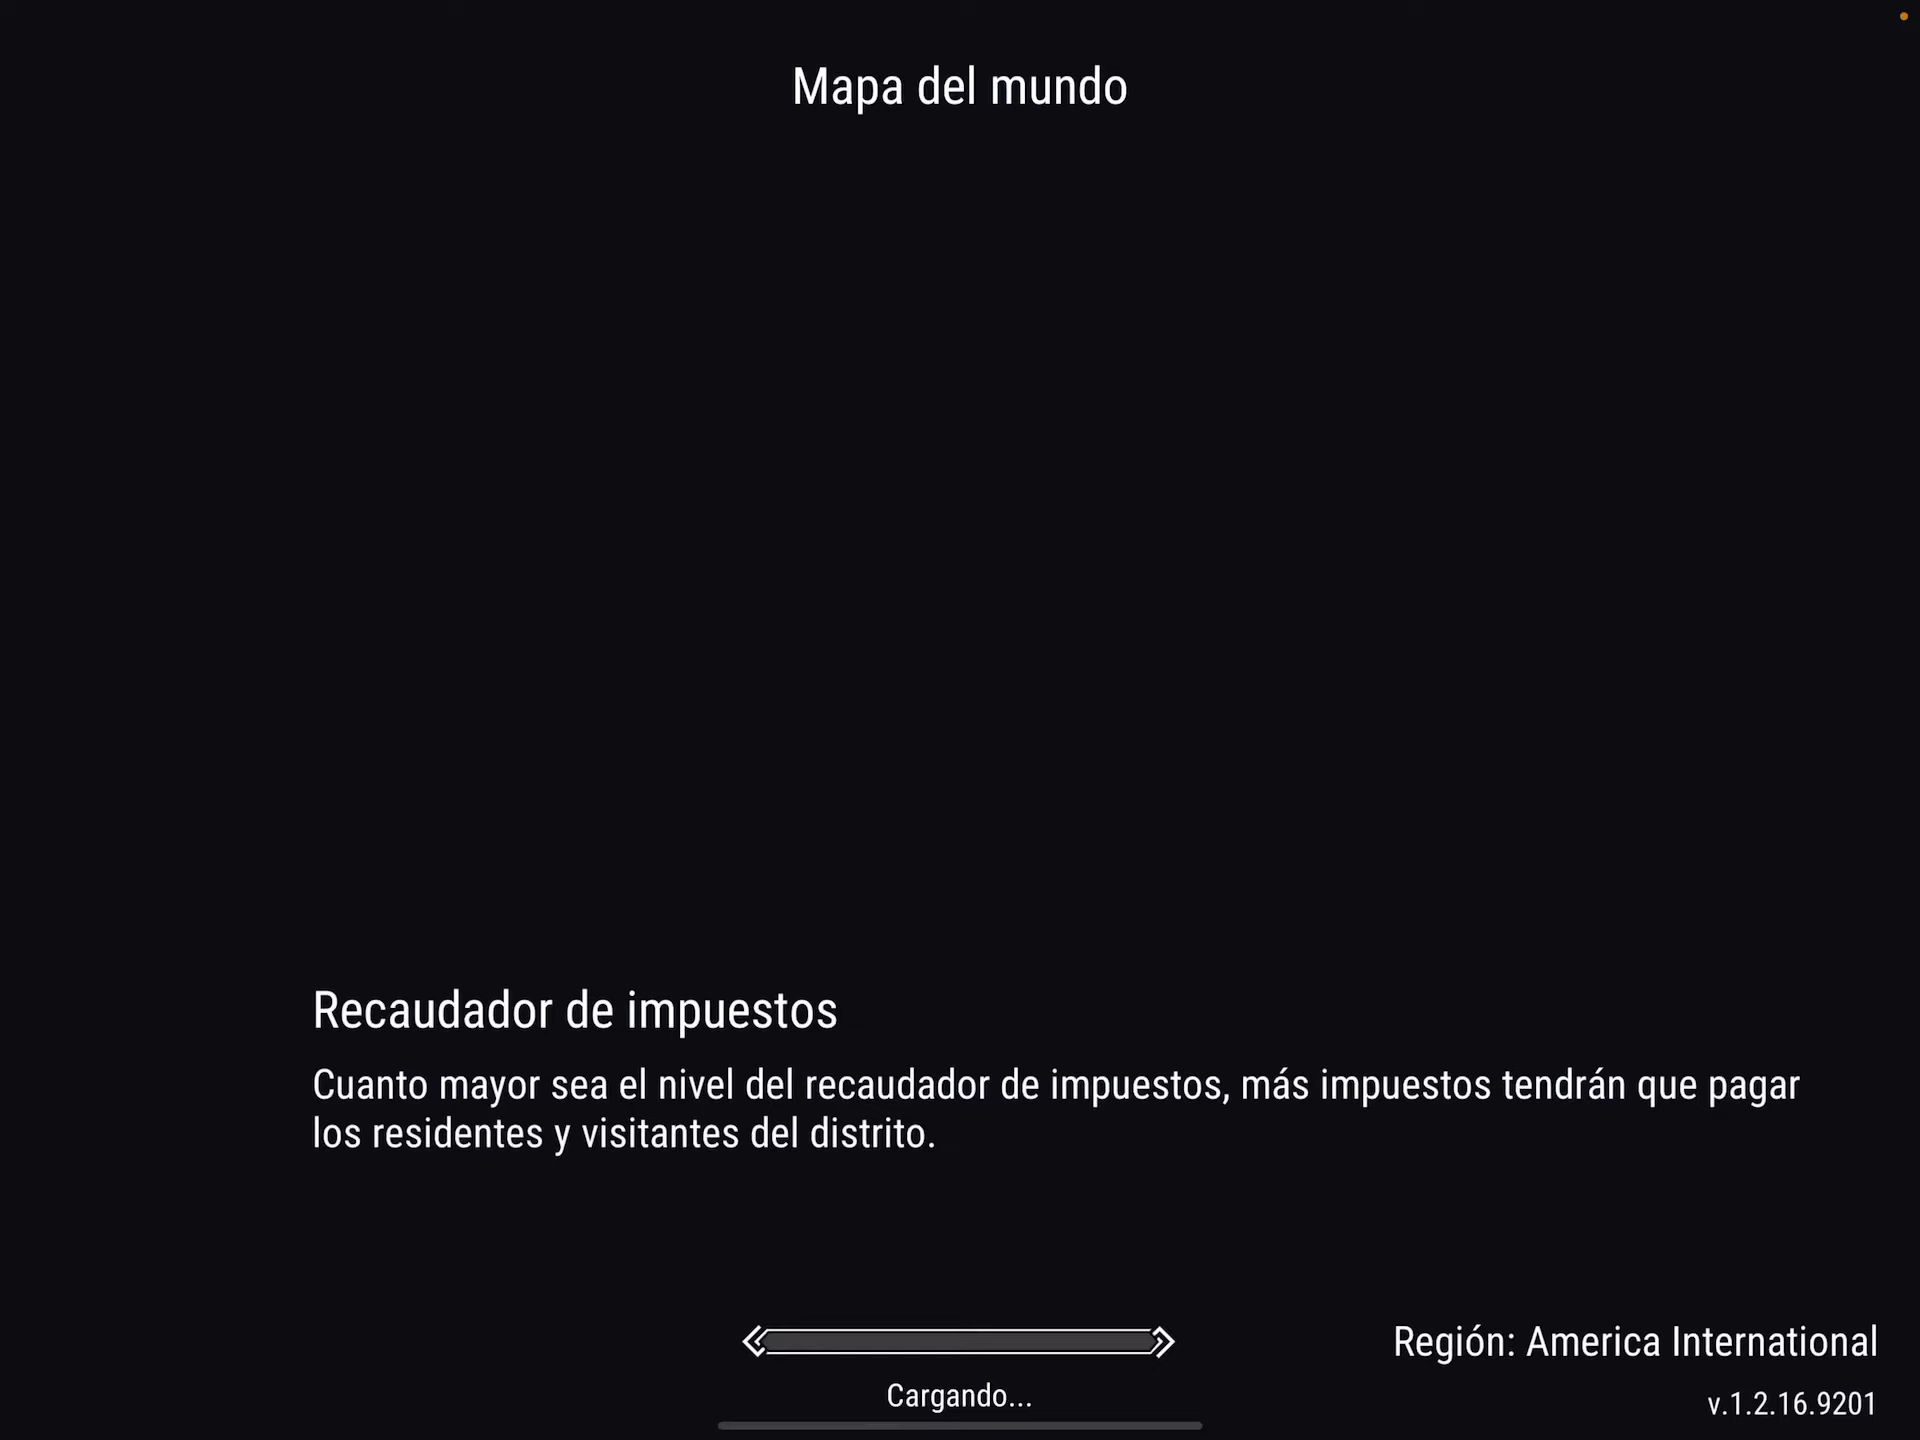 Mapa del mundo
Recaudador de impuestos
Cuanto mayor sea el nivel del recaudador de impuestos, más impuestos tendrán que pagar
los residentes y visitantes del distrito.
Región: America International
Cargando...
v.1.2.16.9201